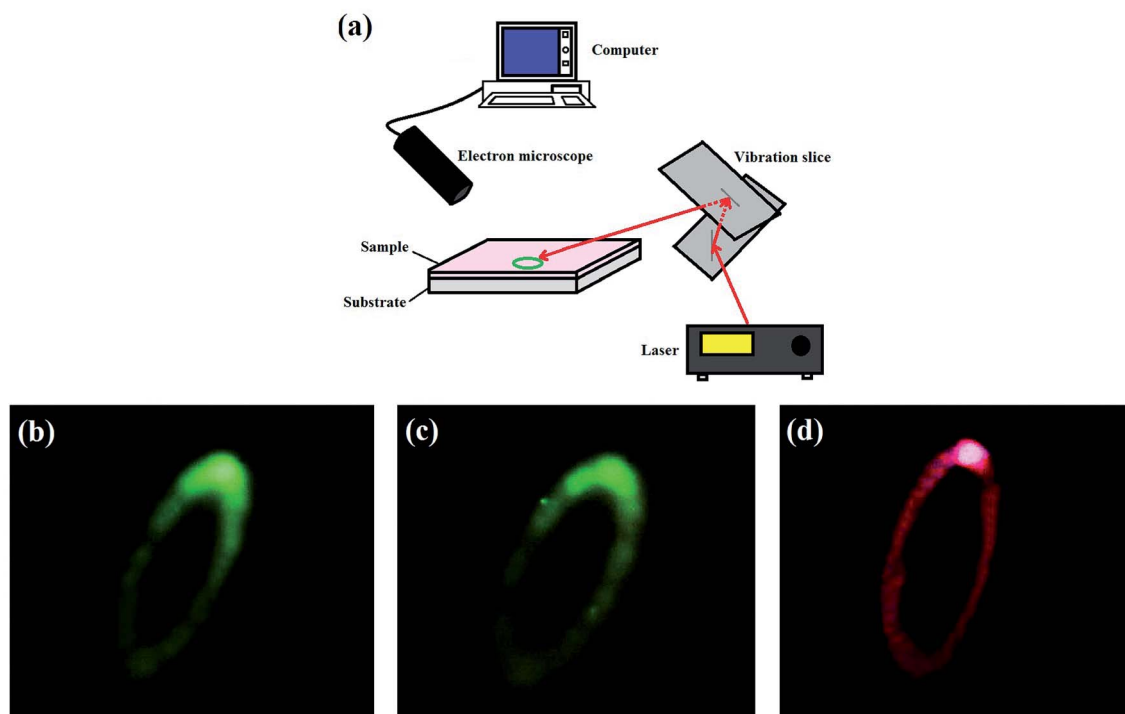 (a)
Computer
Electron microscope
Vibration slice
Sample
Substrate
Laser
(b)
(c)
(d)